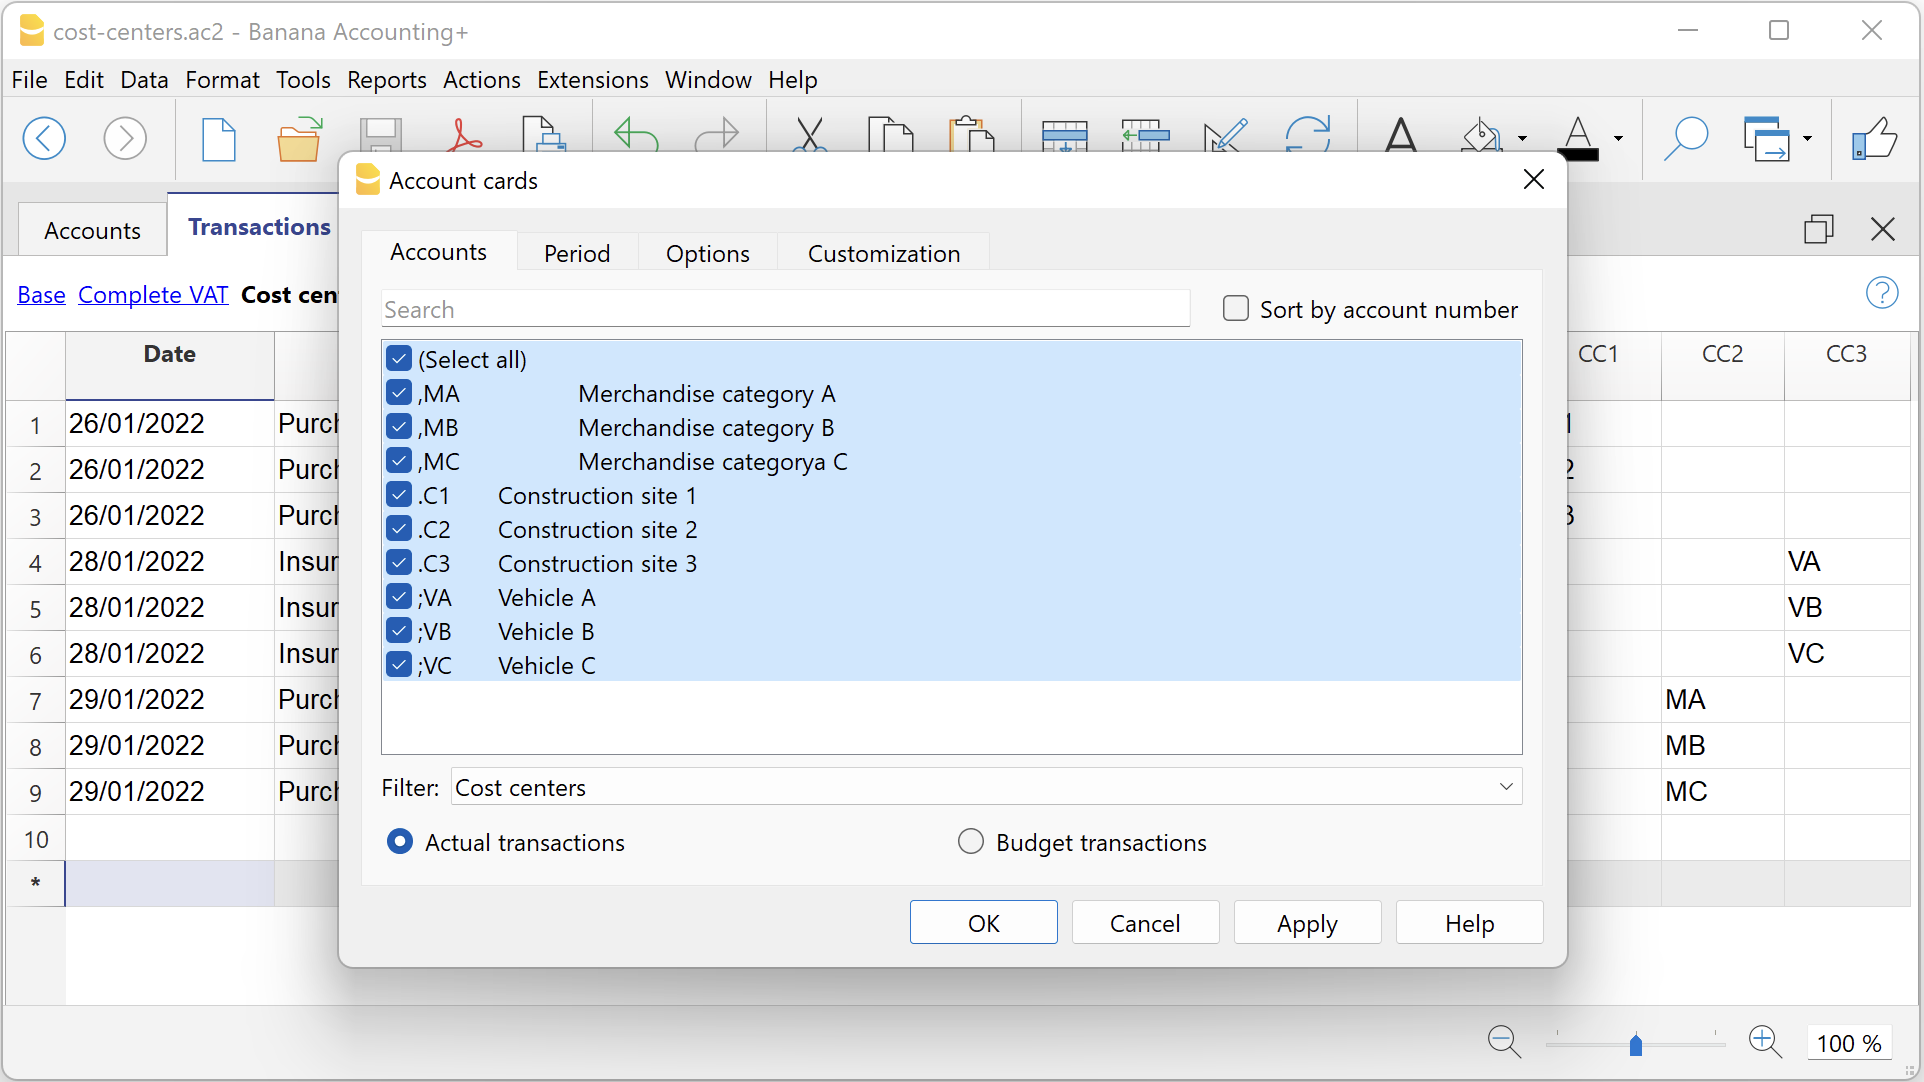 cost-centers.ac2 - Banana Accounting+
File Edit Data Format Tools Reports Actions Extensions Window Help
Account cards
Accounts Transactions
Accounts Period Options Customization
Base Complete VAT Cost cen
Search Sort by account number
Date CC1 CC2 CC3
(Select all)
,MA Merchandise category A
,MB Merchandise category B
,MC Merchandise categorya C
.C1 Construction site 1
.C2 Construction site 2
.C3 Construction site 3
;VA Vehicle A
;VB Vehicle B
;VC Vehicle C
1 26/01/2022 Purch 1
2 26/01/2022 Purch 2
3 26/01/2022 Purch 3
4 28/01/2022 Insur VA
5 28/01/2022 Insur VB
6 28/01/2022 Insur VC
7 29/01/2022 Purch MA
8 29/01/2022 Purch MB
9 29/01/2022 Purch MC
10
*
Filter: Cost centers
Actual transactions Budget transactions
OK Cancel Apply Help
100 %